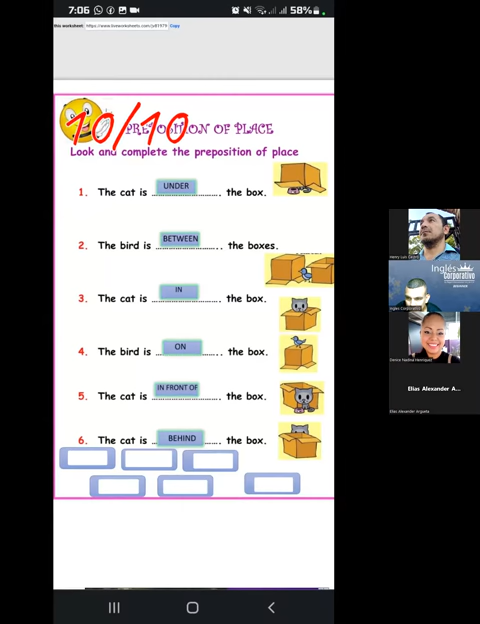 7:06
58%
this worksheet: https://www.liveworksheets.com/
Copy
10/10
PREPOSITION OF PLACE
Look and complete the preposition of place
1. The cat is ...UNDER... the box.
2. The bird is ...BETWEEN... the boxes.
3. The cat is ...IN... the box.
4. The bird is ...ON... the box.
5. The cat is ...IN FRONT OF... the box.
6. The cat is ...BEHIND... the box.
Inglés
Corporativo
Elias Alexander A...
Elias Alexander Argueta